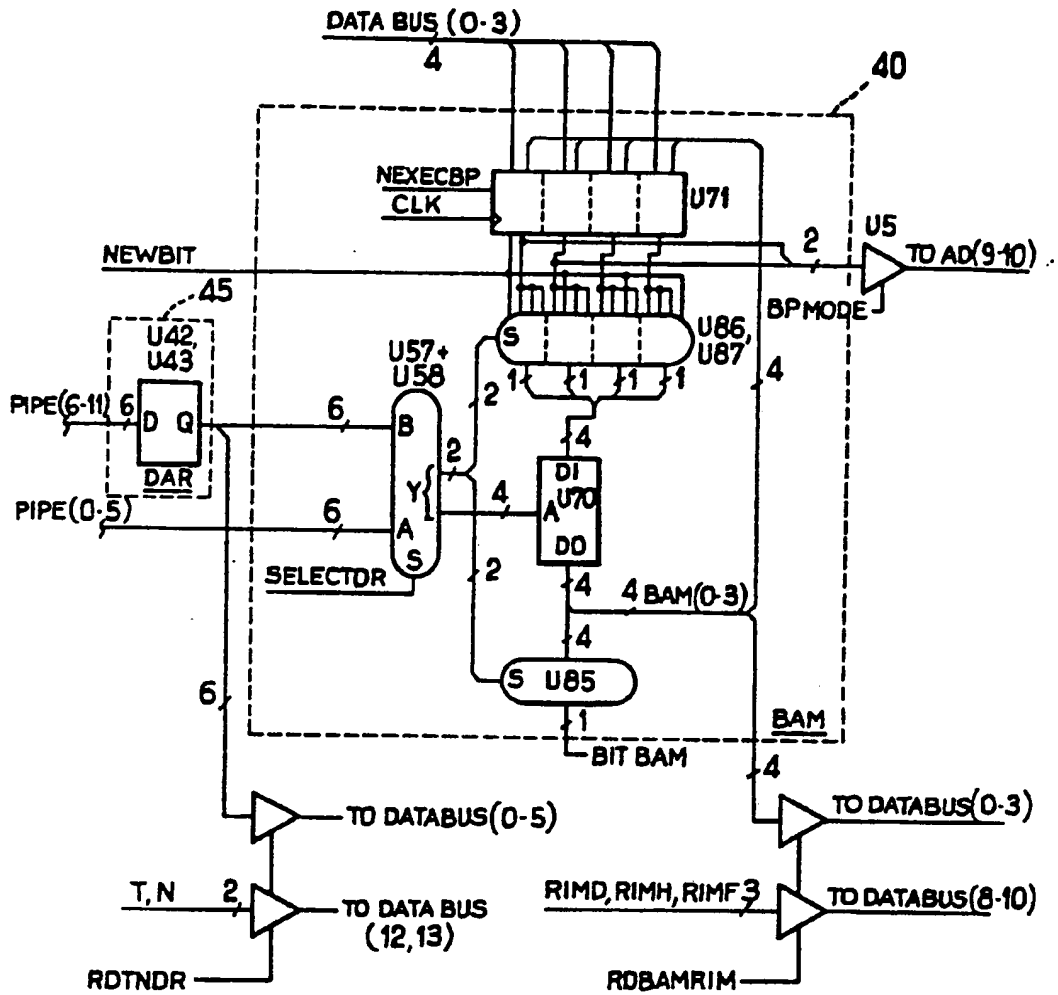 DATA BUS (0-3)
4
40
NEXECBP
CLK
U71
U5
2
TO AD(9-10)
BPMODE
NEWBIT
45
U42,
U43
U57+
U58
S
U86,
U87
1
1
1
1
4
2
PIPE(6-11)
6
D Q
DAR
6
B
2
4
DI
U70
Y{
4
A
DO
PIPE(0-5)
6
A
S
SELECTDR
2
4
4
BAM(0-3)
4
S
U85
6
1
BAM
BIT BAM
4
TO DATABUS(0-5)
TO DATABUS(0-3)
T, N
2
TO DATA BUS
(12,13)
RIMD, RIMH, RIMF
3
TO DATABUS(8-10)
RDTNDR
RDBAMRIM